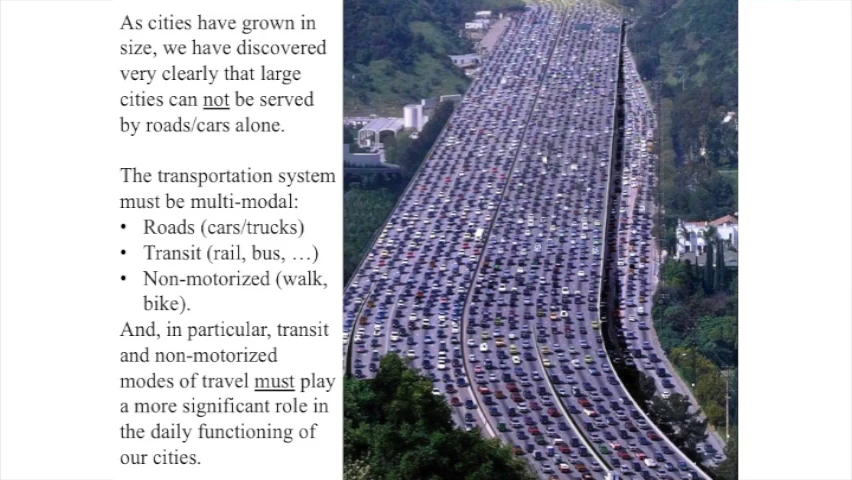 As cities have grown in
size, we have discovered
very clearly that large
cities can not be served
by roads/cars alone.
The transportation system
must be multi-modal:
• Roads (cars/trucks)
• Transit (rail, bus, …)
• Non-motorized (walk,
bike).
And, in particular, transit
and non-motorized
modes of travel must play
a more significant role in
the daily functioning of
our cities.